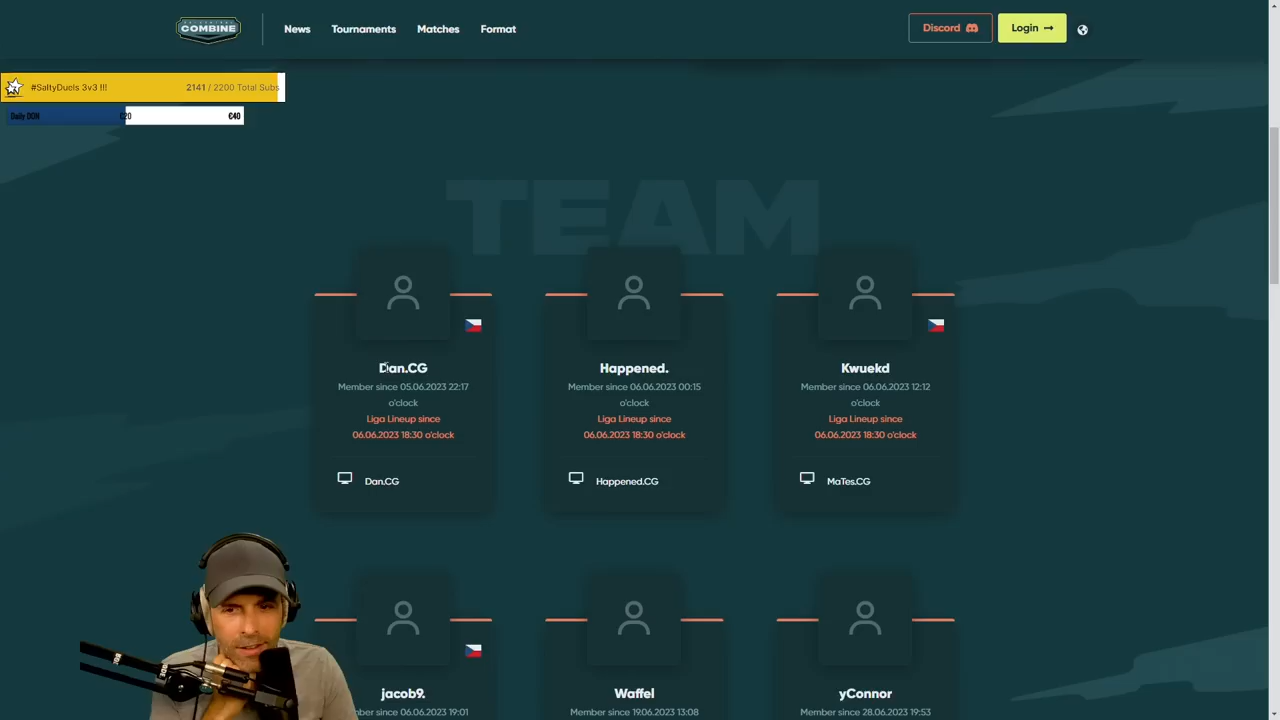 COMBINE
News
Tournaments
Matches
Format
Discord
Login →
#SaltyDuels 3v3 !!!
2141 / 2200 Total Subs
Daily DON
€20
€40
TEAM
Dan.CG
Member since 05.06.2023 22:17
o'clock
Liga Lineup since
06.06.2023 18:30 o'clock
Dan.CG
Happened.
Member since 06.06.2023 00:15
o'clock
Liga Lineup since
06.06.2023 18:30 o'clock
Happened.CG
Kwuekd
Member since 06.06.2023 12:12
o'clock
Liga Lineup since
06.06.2023 18:30 o'clock
MaTes.CG
jacob9.
Member since 06.06.2023 19:01
Waffel
Member since 19.06.2023 13:08
yConnor
Member since 28.06.2023 19:53